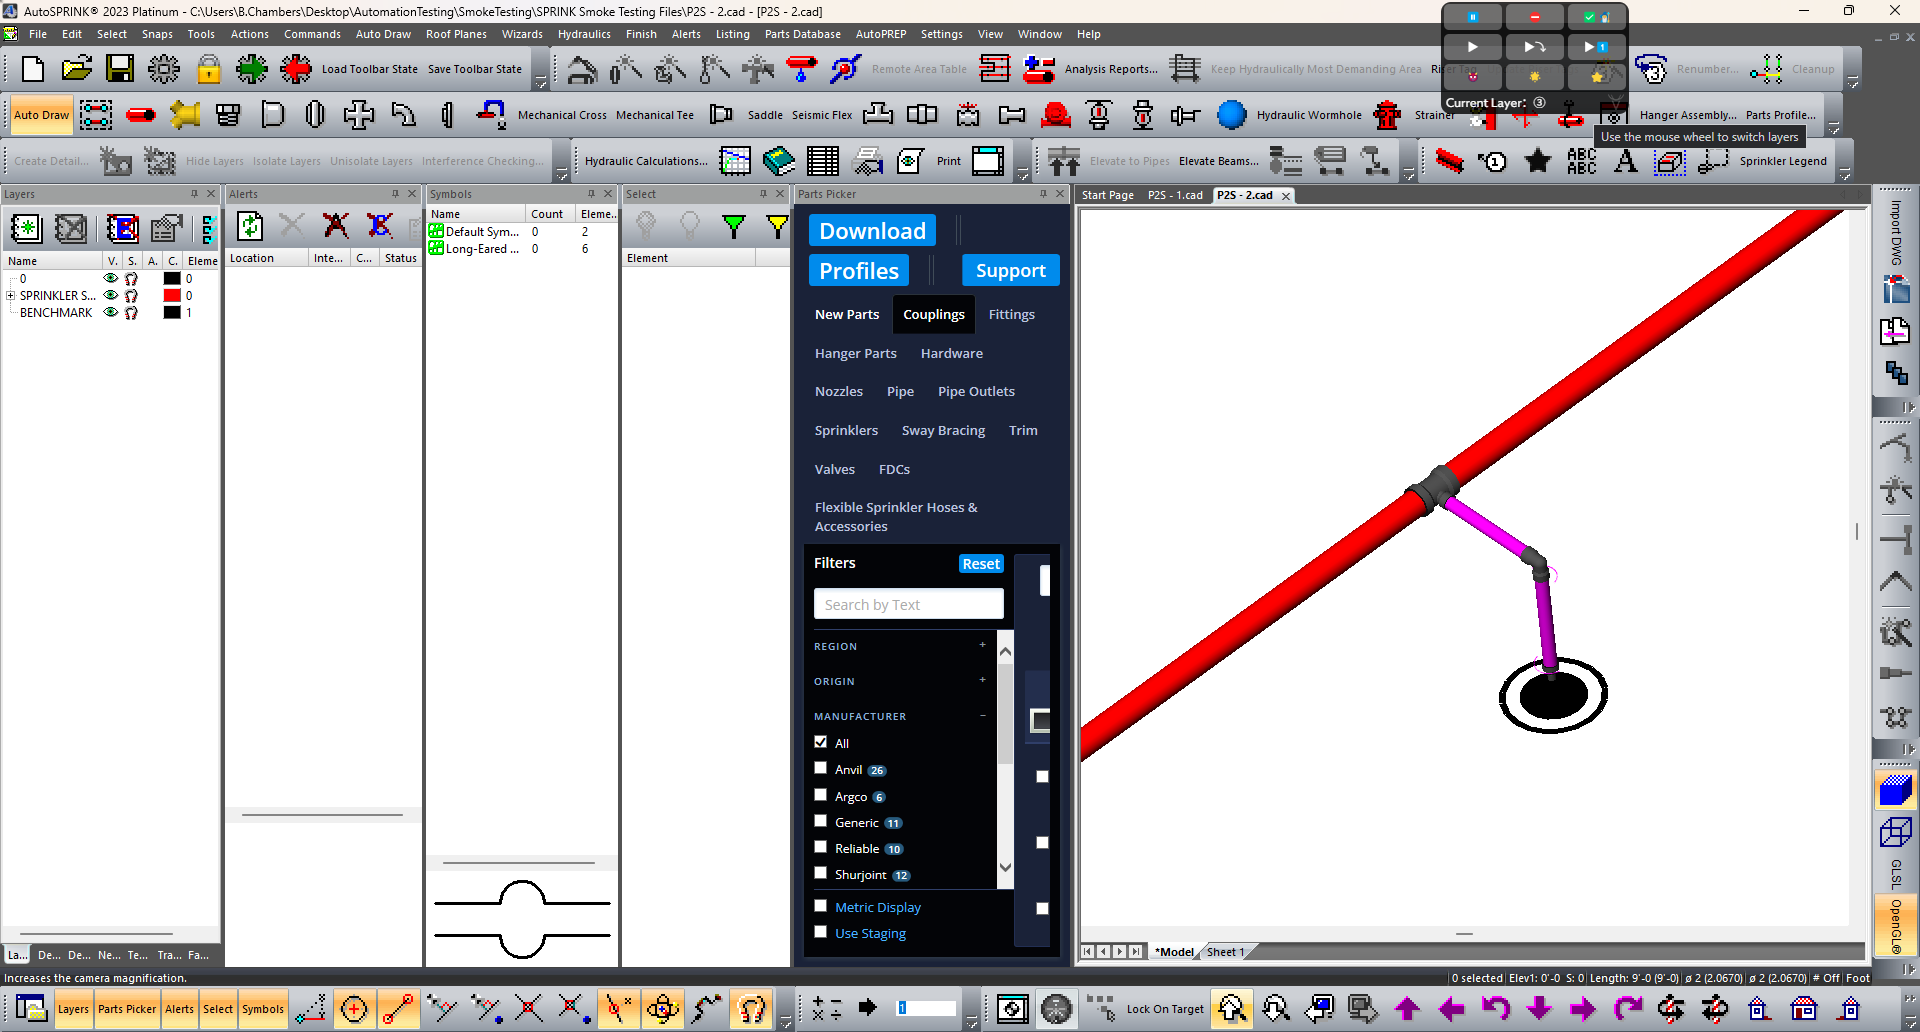 AutoSPRINK® 2023 Platinum - C:\Users\B.Chambers\Desktop\AutomationTesting\SmokeTesting\SPRINK Smoke Testing Files\P2S - 2.cad - [P2S - 2.cad]
File Edit Select Snaps Tools Actions Commands Auto Draw Roof Planes Wizards Hydraulics Finish Alerts Listing Parts Database AutoPREP Settings View Window Help
Load Toolbar State Save Toolbar State Remote Area Table Analysis Reports... Keep Hydraulically Most Demanding Area Renumber... Cleanup
Current Layer: ③
Auto Draw Mechanical Cross Mechanical Tee Saddle Seismic Flex Hydraulic Wormhole Strainer Hanger Assembly... Parts Profile...
Use the mouse wheel to switch layers
Create Detail... Hide Layers Isolate Layers Unisolate Layers Interference Checking... Hydraulic Calculations... Print Elevate to Pipes Elevate Beams... ABC ABC A Sprinkler Legend
Layers
Name V. S. A. C. Eleme
0 0
SPRINKLER S... 0
BENCHMARK 1
La... De... De... Ne... Te... Tra... Fa...
Alerts
Location Inte... C... Status
Symbols
Name Count Eleme...
Default Sym... 0 2
Long-Eared ... 0 6
Select
Element
Parts Picker
Download
Profiles Support
New Parts Couplings Fittings
Hanger Parts Hardware
Nozzles Pipe Pipe Outlets
Sprinklers Sway Bracing Trim
Valves FDCs
Flexible Sprinkler Hoses &
Accessories
Filters Reset
Search by Text
REGION +
ORIGIN +
MANUFACTURER −
All
Anvil 26
Argco 6
Generic 11
Reliable 10
Shurjoint 12
Metric Display
Use Staging
Start Page P2S - 1.cad P2S - 2.cad
*Model Sheet 1
Import DWG
GLSL
OpenGL®
Increases the camera magnification.
0 selected Elev1: 0'-0 S: 0 Length: 9'-0 (9'-0) ø 2 (2.0670) ø 2 (2.0670) # Off Foot
Layers Parts Picker Alerts Select Symbols 1 Lock On Target